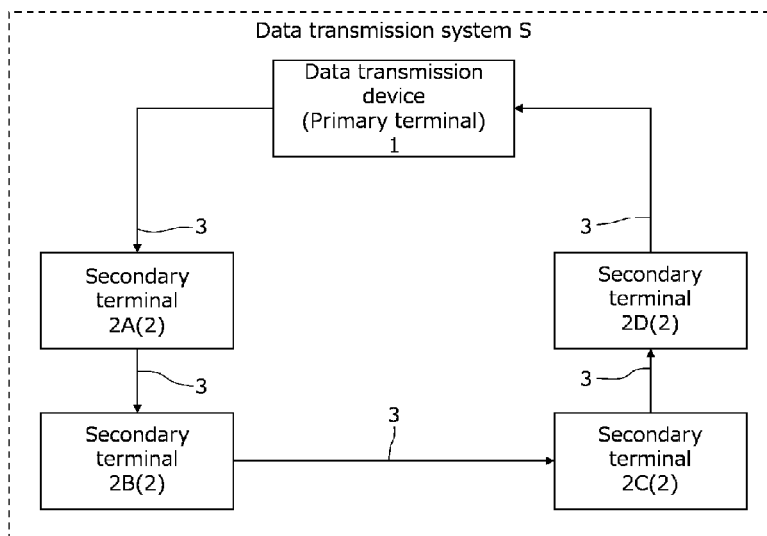 Data transmission system S
Data transmission
device
(Primary terminal)
1
3
3
Secondary
terminal
2A(2)
Secondary
terminal
2D(2)
3
3
Secondary
terminal
2B(2)
3
Secondary
terminal
2C(2)